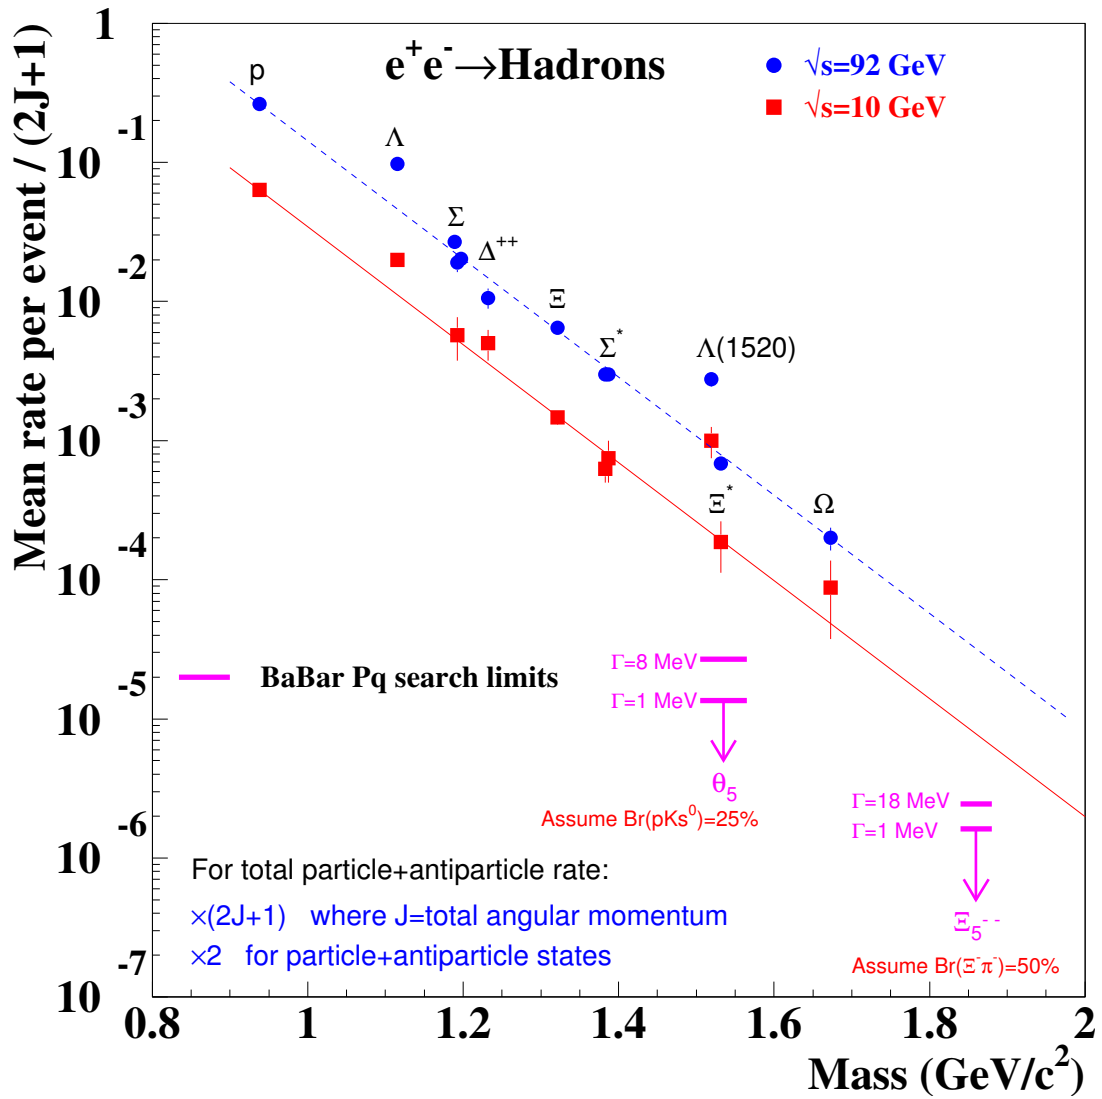 Mean rate per event / (2J+1)
1
10⁻¹
10⁻²
10⁻³
10⁻⁴
10⁻⁵
10⁻⁶
10⁻⁷
e⁺e⁻→Hadrons
√s=92 GeV
√s=10 GeV
p
Λ
Σ
Δ⁺⁺
Ξ
Σ*
Λ(1520)
Ξ*
Ω
BaBar Pq search limits
Γ=8 MeV
Γ=1 MeV
θ₅
Assume Br(pKs⁰)=25%
Γ=18 MeV
Γ=1 MeV
Ξ₅⁻⁻
Assume Br(Ξ⁻π⁻)=50%
For total particle+antiparticle rate:
×(2J+1) where J=total angular momentum
×2 for particle+antiparticle states
0.8 1 1.2 1.4 1.6 1.8 2
Mass (GeV/c²)